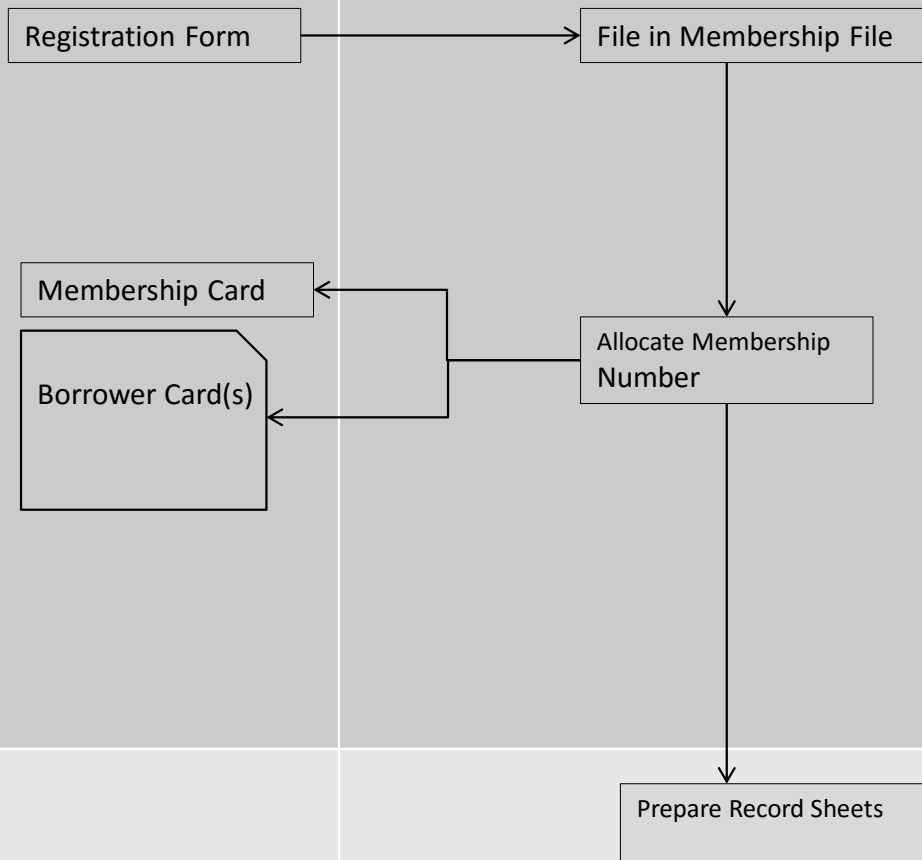 Registration Form
File in Membership File
Membership Card
Borrower Card(s)
Allocate Membership
Number
Prepare Record Sheets